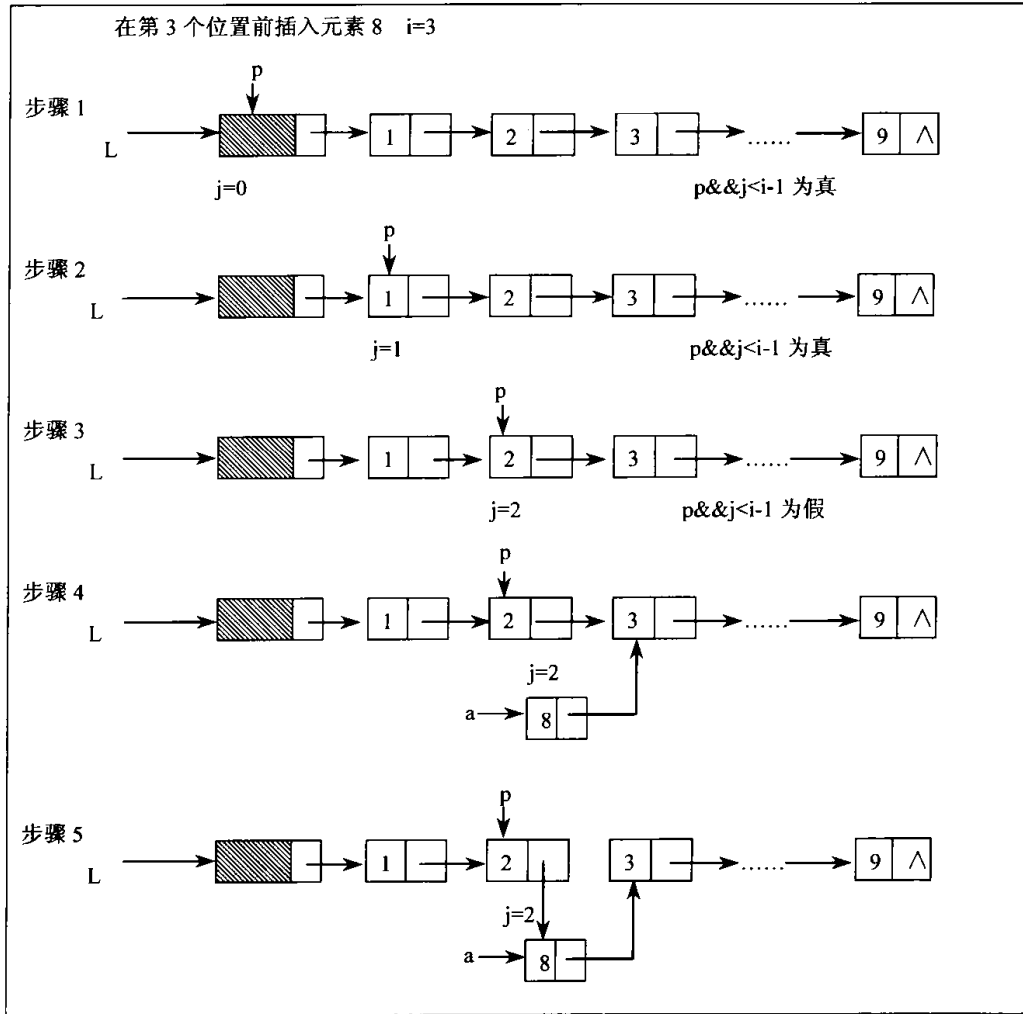 在第 3 个位置前插入元素 8 i=3
p
步骤 1
L
1 2 3 …… 9 ∧
j=0 p&&j<i-1 为真
p
步骤 2
L
1 2 3 …… 9 ∧
j=1 p&&j<i-1 为真
p
步骤 3
L
1 2 3 …… 9 ∧
j=2 p&&j<i-1 为假
p
步骤 4
L
1 2 3 …… 9 ∧
j=2
a 8
p
步骤 5
L
1 2 3 …… 9 ∧
j=2
a 8